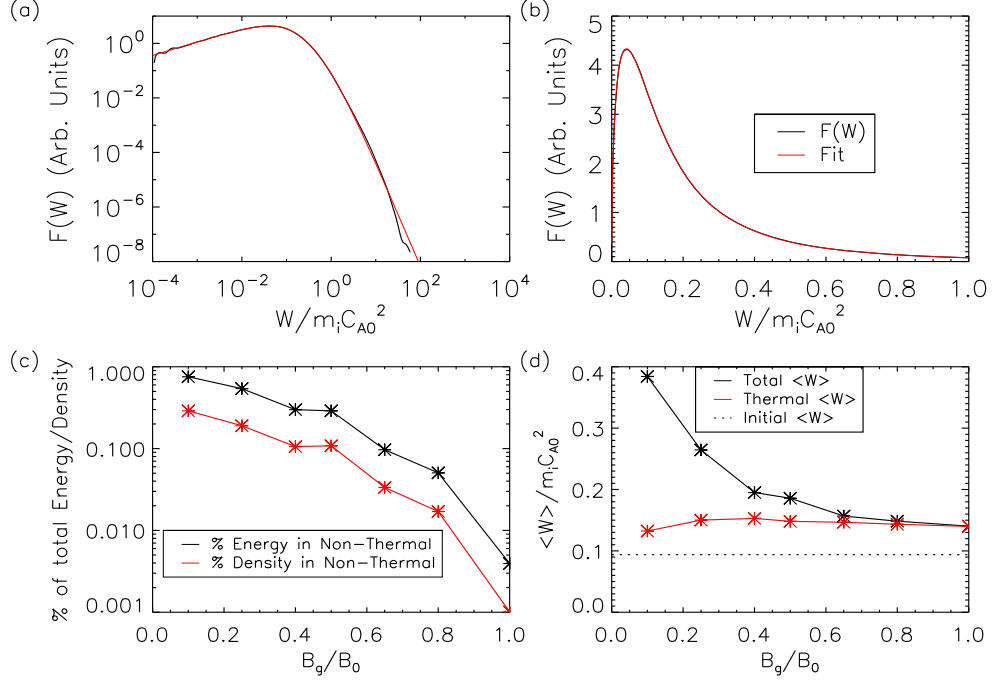 (a)
F(W) (Arb. Units)
10^0
10^-2
10^-4
10^-6
10^-8
10^-4 10^-2 10^0 10^2 10^4
W/m_iC_A0^2
(b)
F(W) (Arb. Units)
5
4
3
2
1
0
F(W)
Fit
0.0 0.2 0.4 0.6 0.8 1.0
W/m_iC_A0^2
(c)
% of total Energy/Density
1.000
0.100
0.010
0.001
% Energy in Non-Thermal
% Density in Non-Thermal
0.0 0.2 0.4 0.6 0.8 1.0
B_g/B_0
(d)
<W>/m_iC_A0^2
0.4
0.3
0.2
0.1
0.0
Total <W>
Thermal <W>
Initial <W>
0.0 0.2 0.4 0.6 0.8 1.0
B_g/B_0